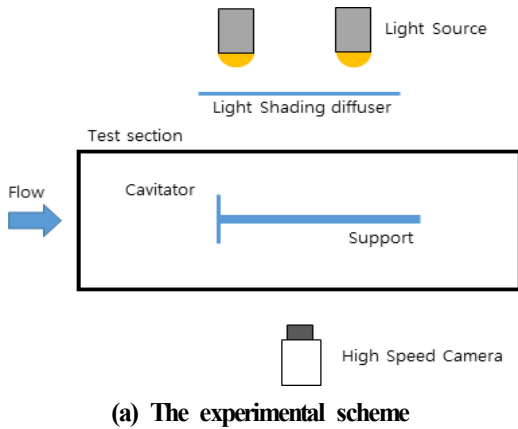 Light Source
Light Shading diffuser
Test section
Flow
Cavitator
Support
High Speed Camera
(a) The experimental scheme